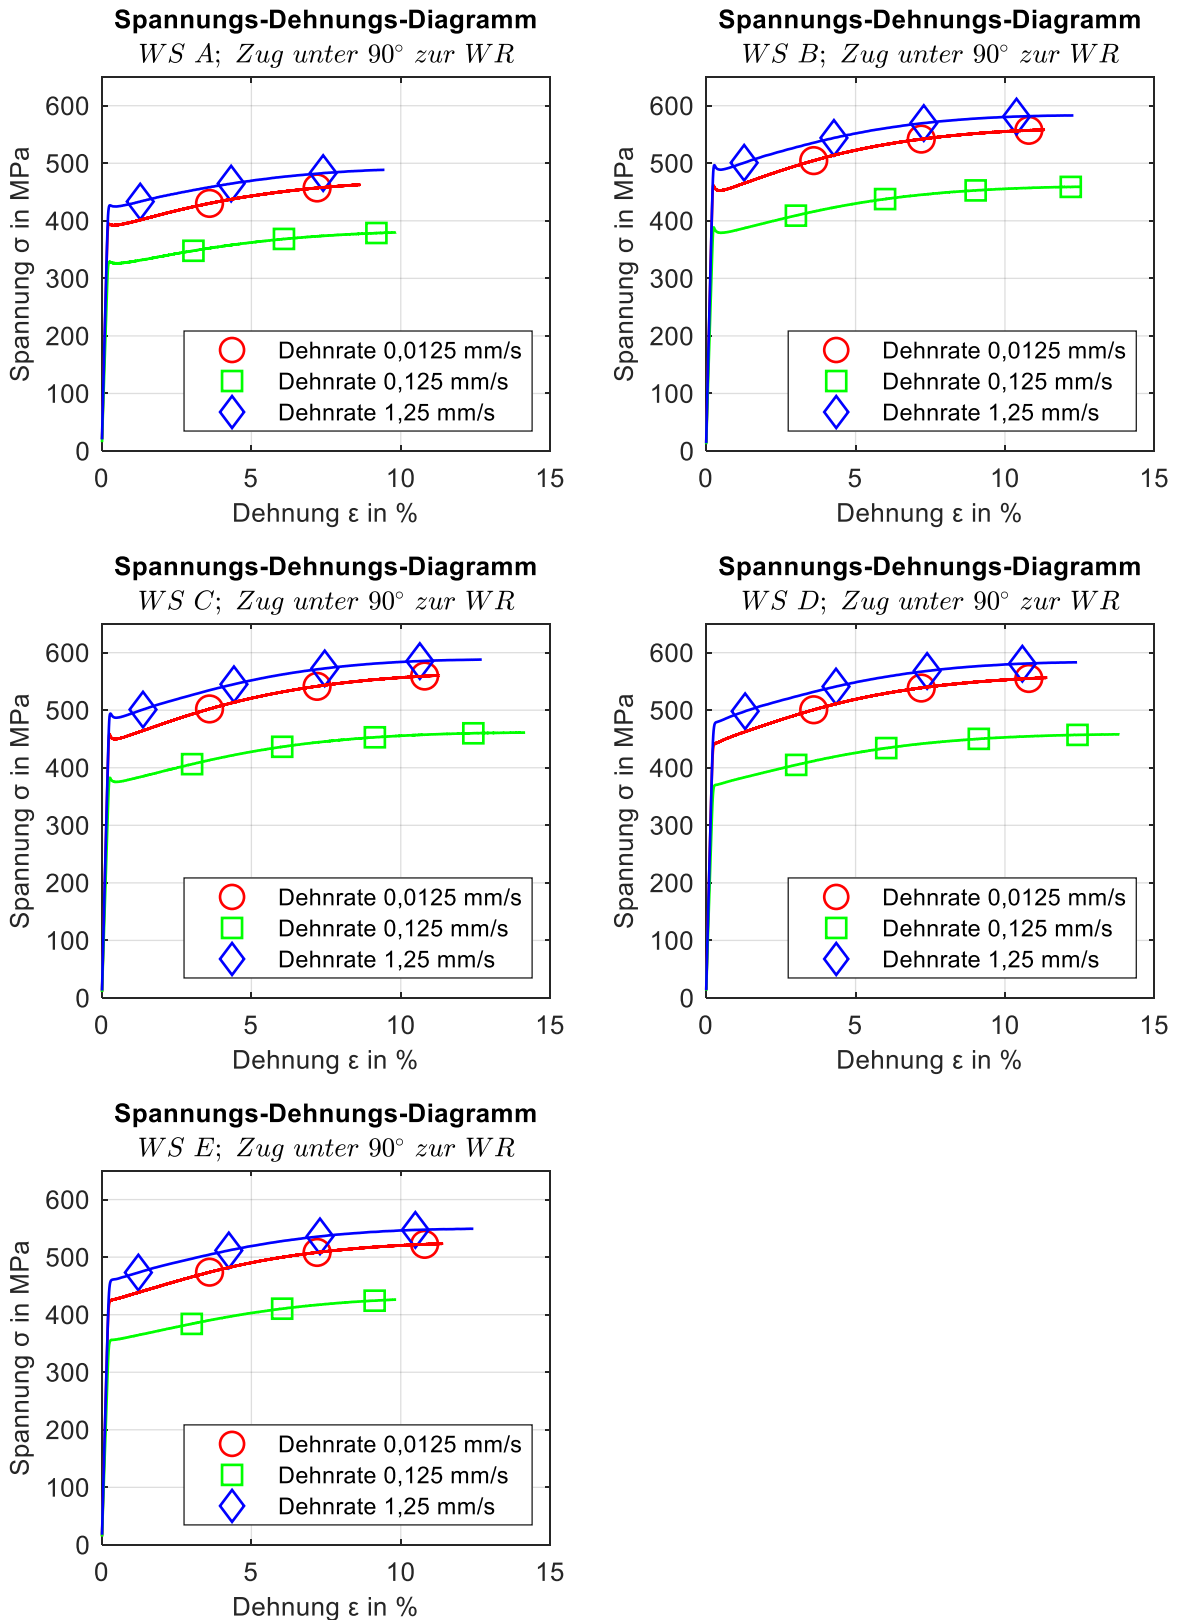 Spannungs-Dehnungs-Diagramm
WS A; Zug unter 90° zur WR
Spannung σ in MPa
600
500
400
300
200
100
0
Dehnrate 0,0125 mm/s
Dehnrate 0,125 mm/s
Dehnrate 1,25 mm/s
0 5 10 15
Dehnung ε in %
Spannungs-Dehnungs-Diagramm
WS B; Zug unter 90° zur WR
Spannung σ in MPa
600
500
400
300
200
100
0
Dehnrate 0,0125 mm/s
Dehnrate 0,125 mm/s
Dehnrate 1,25 mm/s
0 5 10 15
Dehnung ε in %
Spannungs-Dehnungs-Diagramm
WS C; Zug unter 90° zur WR
Spannung σ in MPa
600
500
400
300
200
100
0
Dehnrate 0,0125 mm/s
Dehnrate 0,125 mm/s
Dehnrate 1,25 mm/s
0 5 10 15
Dehnung ε in %
Spannungs-Dehnungs-Diagramm
WS D; Zug unter 90° zur WR
Spannung σ in MPa
600
500
400
300
200
100
0
Dehnrate 0,0125 mm/s
Dehnrate 0,125 mm/s
Dehnrate 1,25 mm/s
0 5 10 15
Dehnung ε in %
Spannungs-Dehnungs-Diagramm
WS E; Zug unter 90° zur WR
Spannung σ in MPa
600
500
400
300
200
100
0
Dehnrate 0,0125 mm/s
Dehnrate 0,125 mm/s
Dehnrate 1,25 mm/s
0 5 10 15
Dehnung ε in %